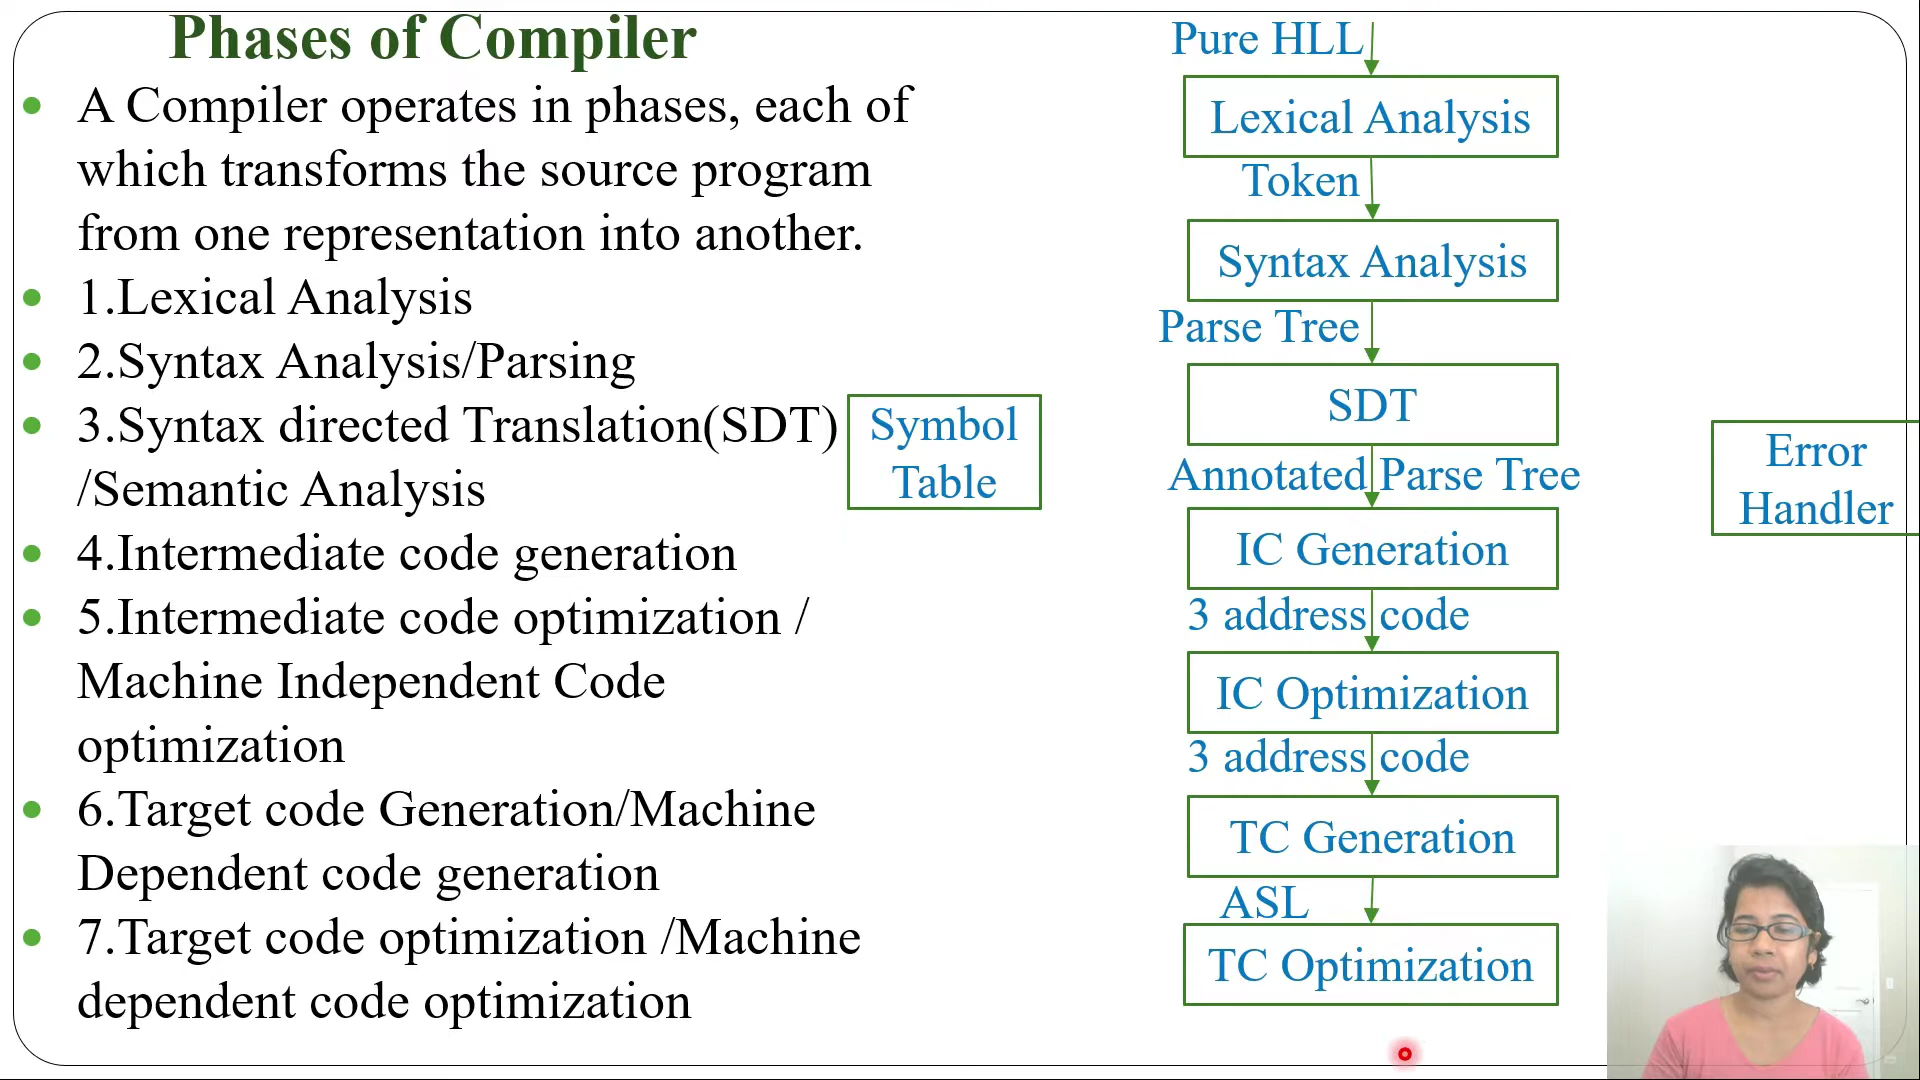 Phases of Compiler
A Compiler operates in phases, each of
which transforms the source program
from one representation into another.
1.Lexical Analysis
2.Syntax Analysis/Parsing
3.Syntax directed Translation(SDT)
/Semantic Analysis
4.Intermediate code generation
5.Intermediate code optimization /
Machine Independent Code
optimization
6.Target code Generation/Machine
Dependent code generation
7.Target code optimization /Machine
dependent code optimization
Symbol
Table
Pure HLL
Lexical Analysis
Token
Syntax Analysis
Parse Tree
SDT
Annotated Parse Tree
IC Generation
3 address code
IC Optimization
3 address code
TC Generation
ASL
TC Optimization
Error
Handler